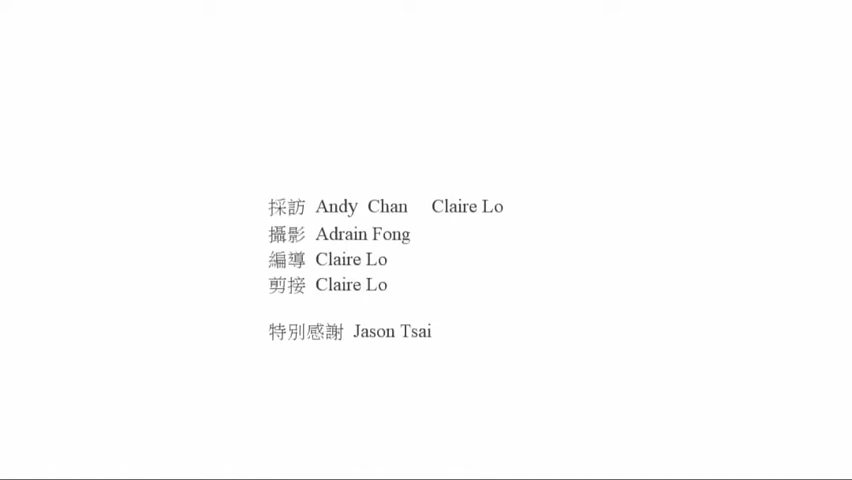 採訪 Andy Chan Claire Lo
攝影 Adrain Fong
編導 Claire Lo
剪接 Claire Lo
特別感謝 Jason Tsai